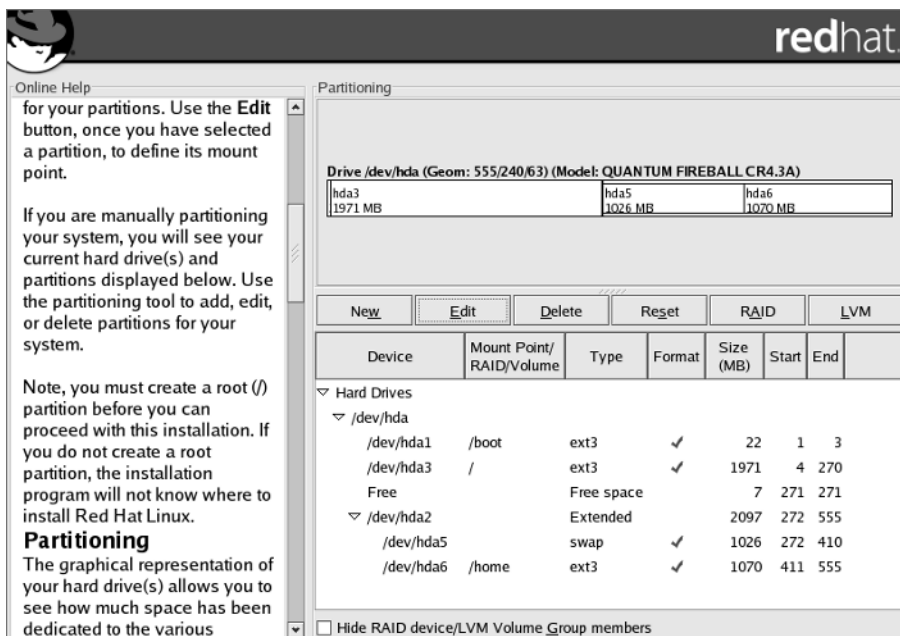 redhat.
Online Help
for your partitions. Use the Edit
button, once you have selected
a partition, to define its mount
point.
If you are manually partitioning
your system, you will see your
current hard drive(s) and
partitions displayed below. Use
the partitioning tool to add, edit,
or delete partitions for your
system.
Note, you must create a root (/)
partition before you can
proceed with this installation. If
you do not create a root
partition, the installation
program will not know where to
install Red Hat Linux.
Partitioning
The graphical representation of
your hard drive(s) allows you to
see how much space has been
dedicated to the various
Partitioning
Drive /dev/hda (Geom: 555/240/63) (Model: QUANTUM FIREBALL CR4.3A)
hda3 hda5 hda6
1971 MB 1026 MB 1070 MB
New Edit Delete Reset RAID LVM
Device Mount Point/ RAID/Volume Type Format Size (MB) Start End
Hard Drives
/dev/hda
/dev/hda1 /boot ext3 ✓ 22 1 3
/dev/hda3 / ext3 ✓ 1971 4 270
Free Free space 7 271 271
/dev/hda2 Extended 2097 272 555
/dev/hda5 swap ✓ 1026 272 410
/dev/hda6 /home ext3 ✓ 1070 411 555
Hide RAID device/LVM Volume Group members